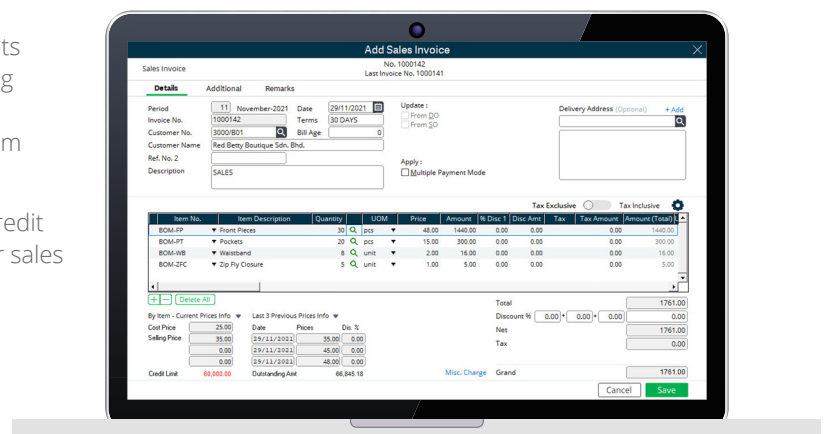 ts
g
m
redit
r sales
Add Sales Invoice
Sales Invoice
No. 1000142
Last Invoice No. 1000141
Details Additional Remarks
Period 11 November-2021 Date 29/11/2021
Invoice No. 1000142 Terms 30 DAYS
Customer No. 3000/B01 Bill Age 0
Customer Name Red Betty Boutique Sdn. Bhd.
Ref. No. 2
Description SALES
Update :
From DO
From SO
Apply :
Multiple Payment Mode
Delivery Address (Optional) + Add
Tax Exclusive Tax Inclusive
Item No. Item Description Quantity UOM Price Amount % Disc 1 Disc Amt Tax Tax Amount Amount (Total)
BOM-FP Front Pieces 30 pcs 48.00 1440.00 0.00 0.00 0.00 1440.00
BOM-PT Pockets 20 pcs 15.00 300.00 0.00 0.00 0.00 300.00
BOM-WB Waistband 8 unit 2.00 16.00 0.00 0.00 0.00 16.00
BOM-ZFC Zip Fly Closure 5 unit 1.00 5.00 0.00 0.00 0.00 5.00
+ − Delete All
By Item - Current Prices Info Last 3 Previous Prices Info
Cost Price 25.00 Date Prices Dis. %
Selling Price 35.00 29/11/2021 35.00 0.00
0.00 29/11/2021 45.00 0.00
0.00 29/11/2021 48.00 0.00
Credit Limit 60,000.00 Outstanding Amt 66,845.18
Total 1761.00
Discount % 0.00 + 0.00 + 0.00 0.00
Net 1761.00
Tax 0.00
Misc. Charge Grand 1761.00
Cancel Save